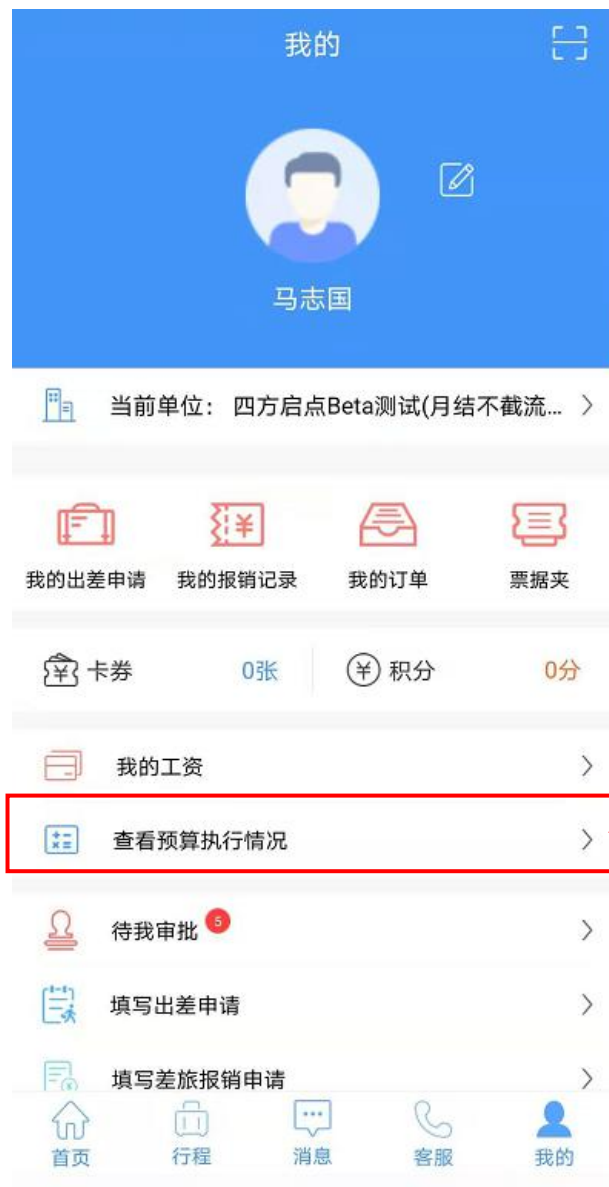 我的
马志国
当前单位： 四方启点Beta测试(月结不截流...
我的出差申请 我的报销记录 我的订单 票据夹
卡券 0张 积分 0分
我的工资
查看预算执行情况
待我审批 5
填写出差申请
填写差旅报销申请
首页 行程 消息 客服 我的